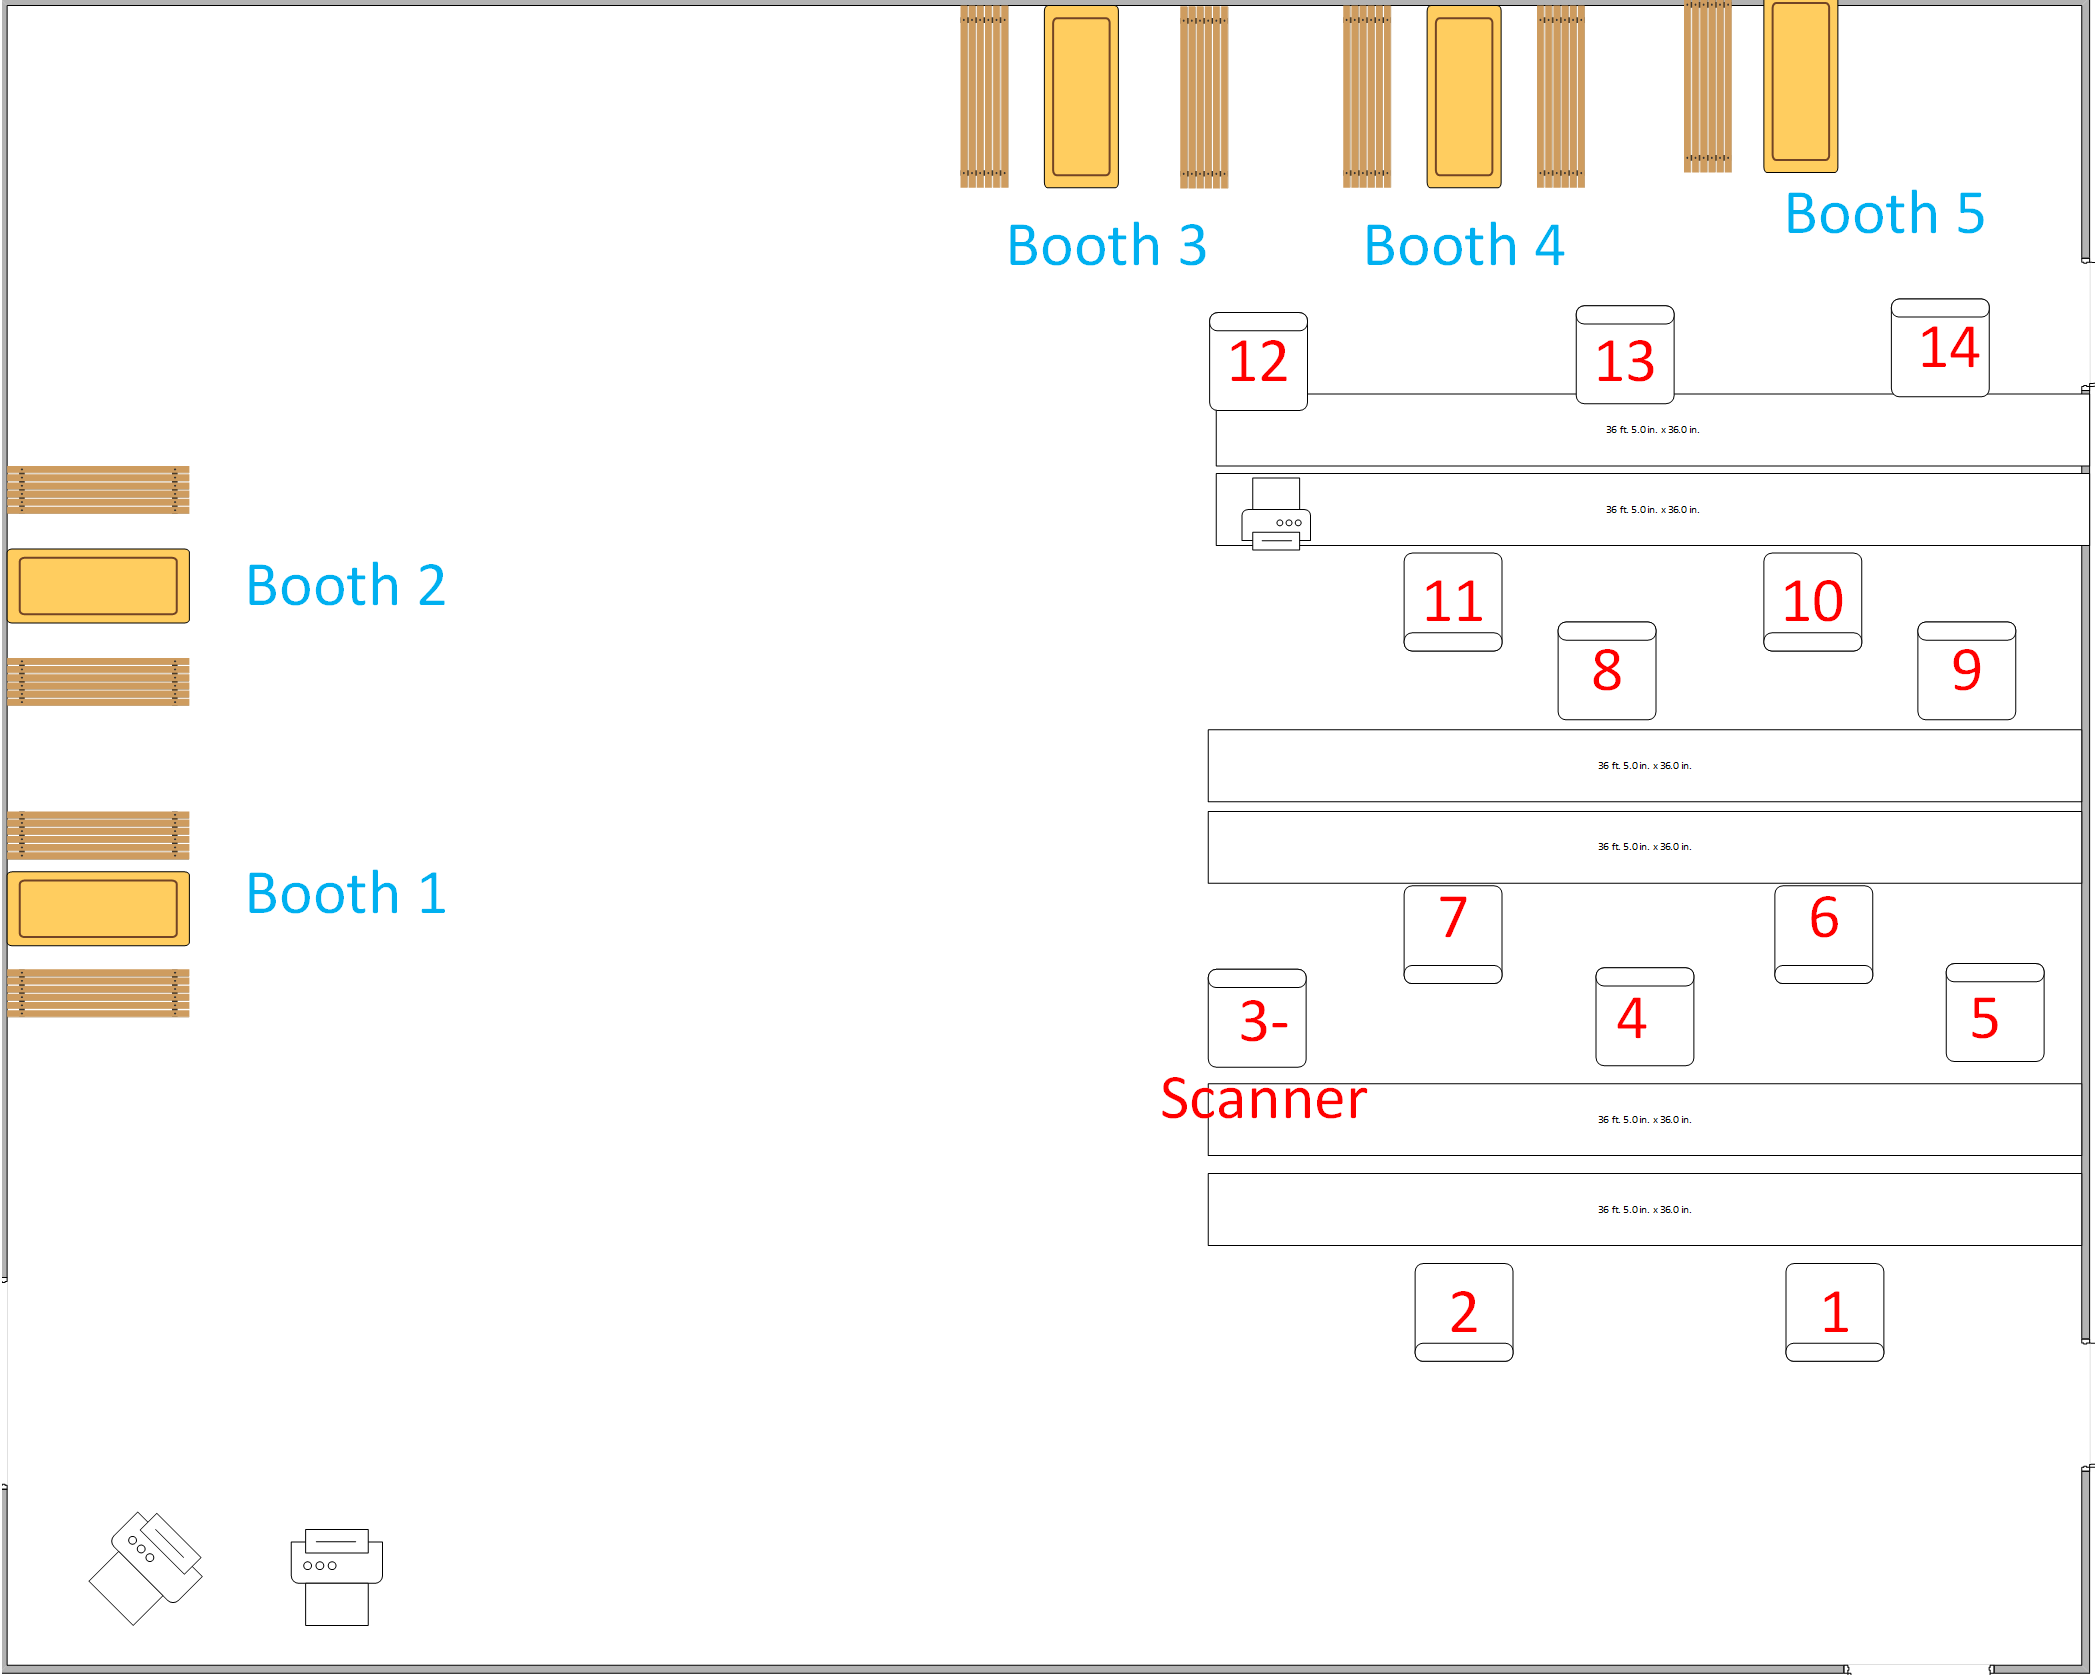 Booth 3
Booth 4
Booth 5
12
13
14
36 ft. 5.0 in. x 36.0 in.
36 ft. 5.0 in. x 36.0 in.
Booth 2
11
10
8
9
36 ft. 5.0 in. x 36.0 in.
36 ft. 5.0 in. x 36.0 in.
Booth 1
7
6
3-
Scanner
4
5
36 ft. 5.0 in. x 36.0 in.
36 ft. 5.0 in. x 36.0 in.
2
1